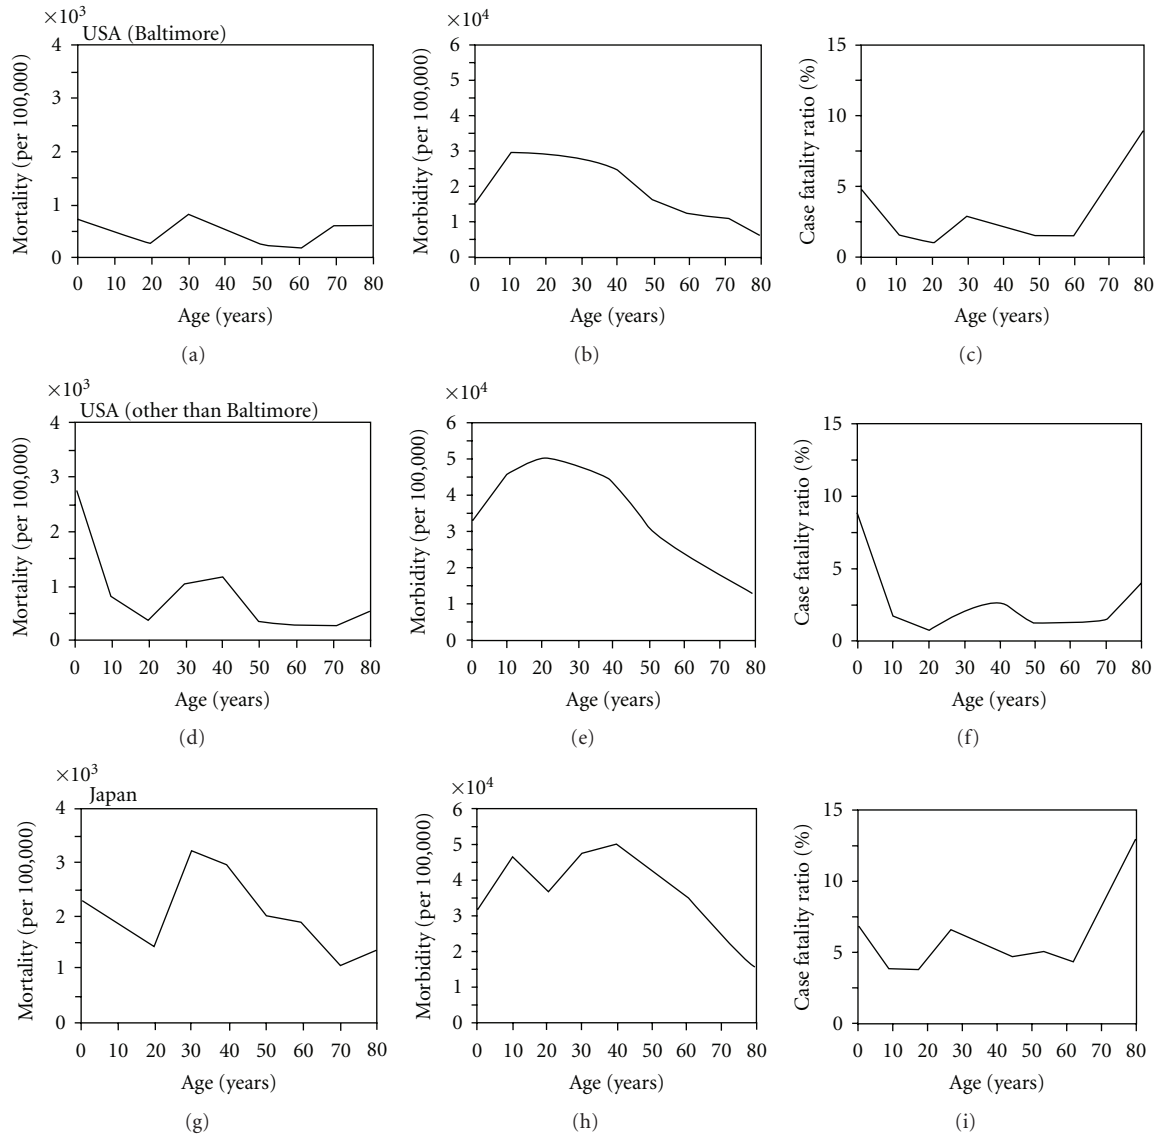 ×10³
USA (Baltimore)
4
3
2
1
0
Mortality (per 100,000)
0 10 20 30 40 50 60 70 80
Age (years)
(a)
×10⁴
6
5
4
3
2
1
0
Morbidity (per 100,000)
0 10 20 30 40 50 60 70 80
Age (years)
(b)
15
10
5
0
Case fatality ratio (%)
0 10 20 30 40 50 60 70 80
Age (years)
(c)
×10³
USA (other than Baltimore)
4
3
2
1
0
Mortality (per 100,000)
0 10 20 30 40 50 60 70 80
Age (years)
(d)
×10⁴
6
5
4
3
2
1
0
Morbidity (per 100,000)
0 10 20 30 40 50 60 70 80
Age (years)
(e)
15
10
5
0
Case fatality ratio (%)
0 10 20 30 40 50 60 70 80
Age (years)
(f)
×10³
Japan
4
3
2
1
0
Mortality (per 100,000)
0 10 20 30 40 50 60 70 80
Age (years)
(g)
×10⁴
6
5
4
3
2
1
0
Morbidity (per 100,000)
0 10 20 30 40 50 60 70 80
Age (years)
(h)
15
10
5
0
Case fatality ratio (%)
0 10 20 30 40 50 60 70 80
Age (years)
(i)